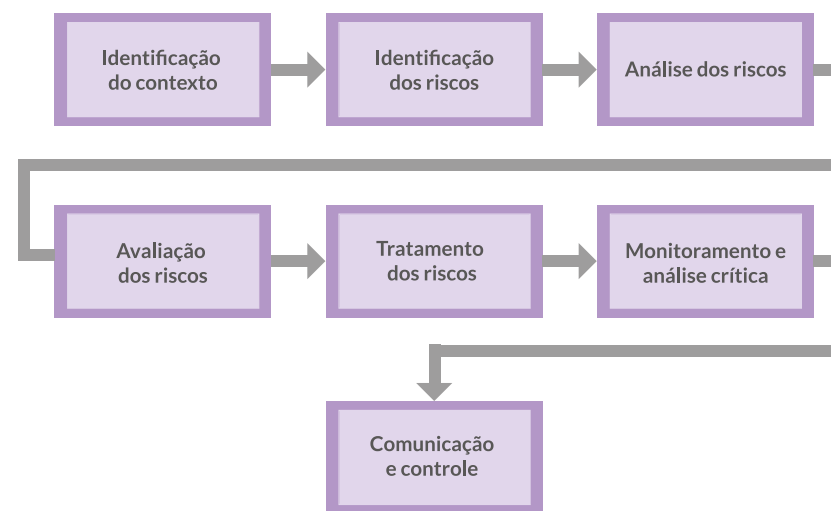 Identificação
do contexto
Identificação
dos riscos
Análise dos riscos
Avaliação
dos riscos
Tratamento
dos riscos
Monitoramento e
análise crítica
Comunicação
e controle